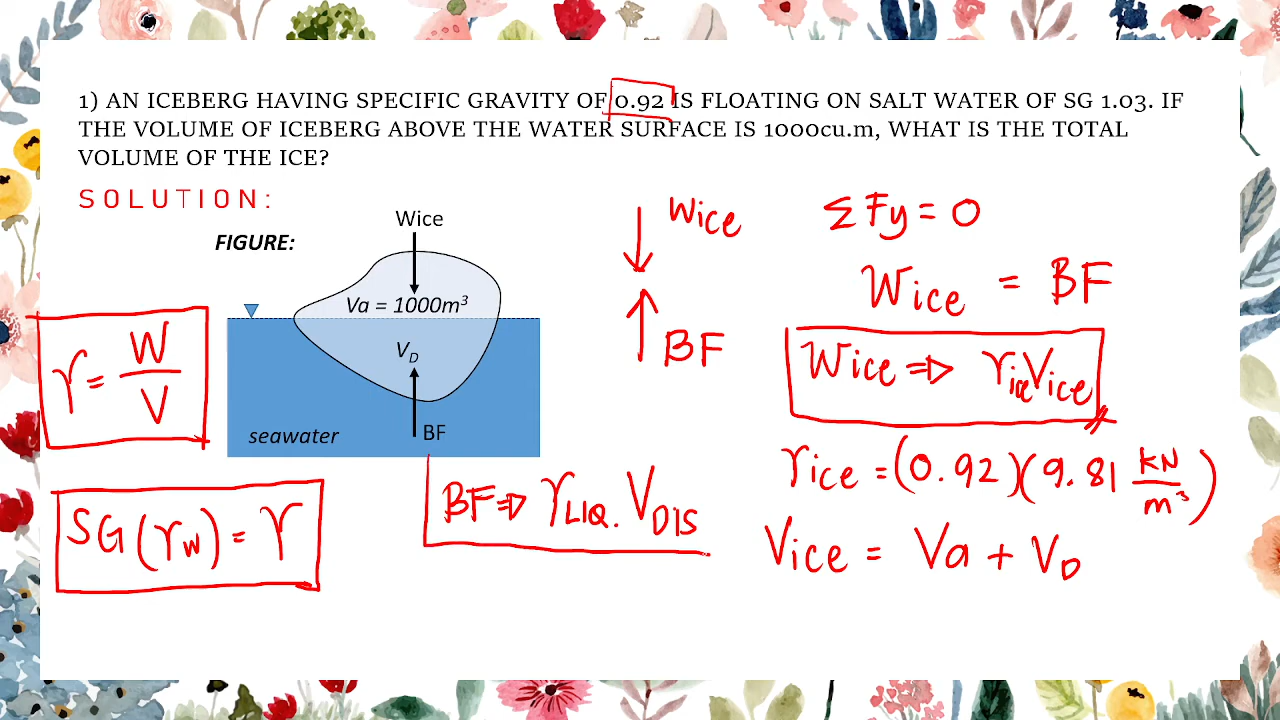 1) AN ICEBERG HAVING SPECIFIC GRAVITY OF 0.92 IS FLOATING ON SALT WATER OF SG 1.03. IF
THE VOLUME OF ICEBERG ABOVE THE WATER SURFACE IS 1000cu.m, WHAT IS THE TOTAL
VOLUME OF THE ICE?
SOLUTION:
FIGURE:
Wice
Va = 1000m³
V_D
BF
seawater
γ = W/V
SG(γw) = γ
BF ⇒ γLIQ. VDIS
Wice
BF
ΣFy = 0
Wice = BF
Wice ⇒ γice Vice
γice = (0.92)(9.81 kN/m³)
Vice = Va + V_D